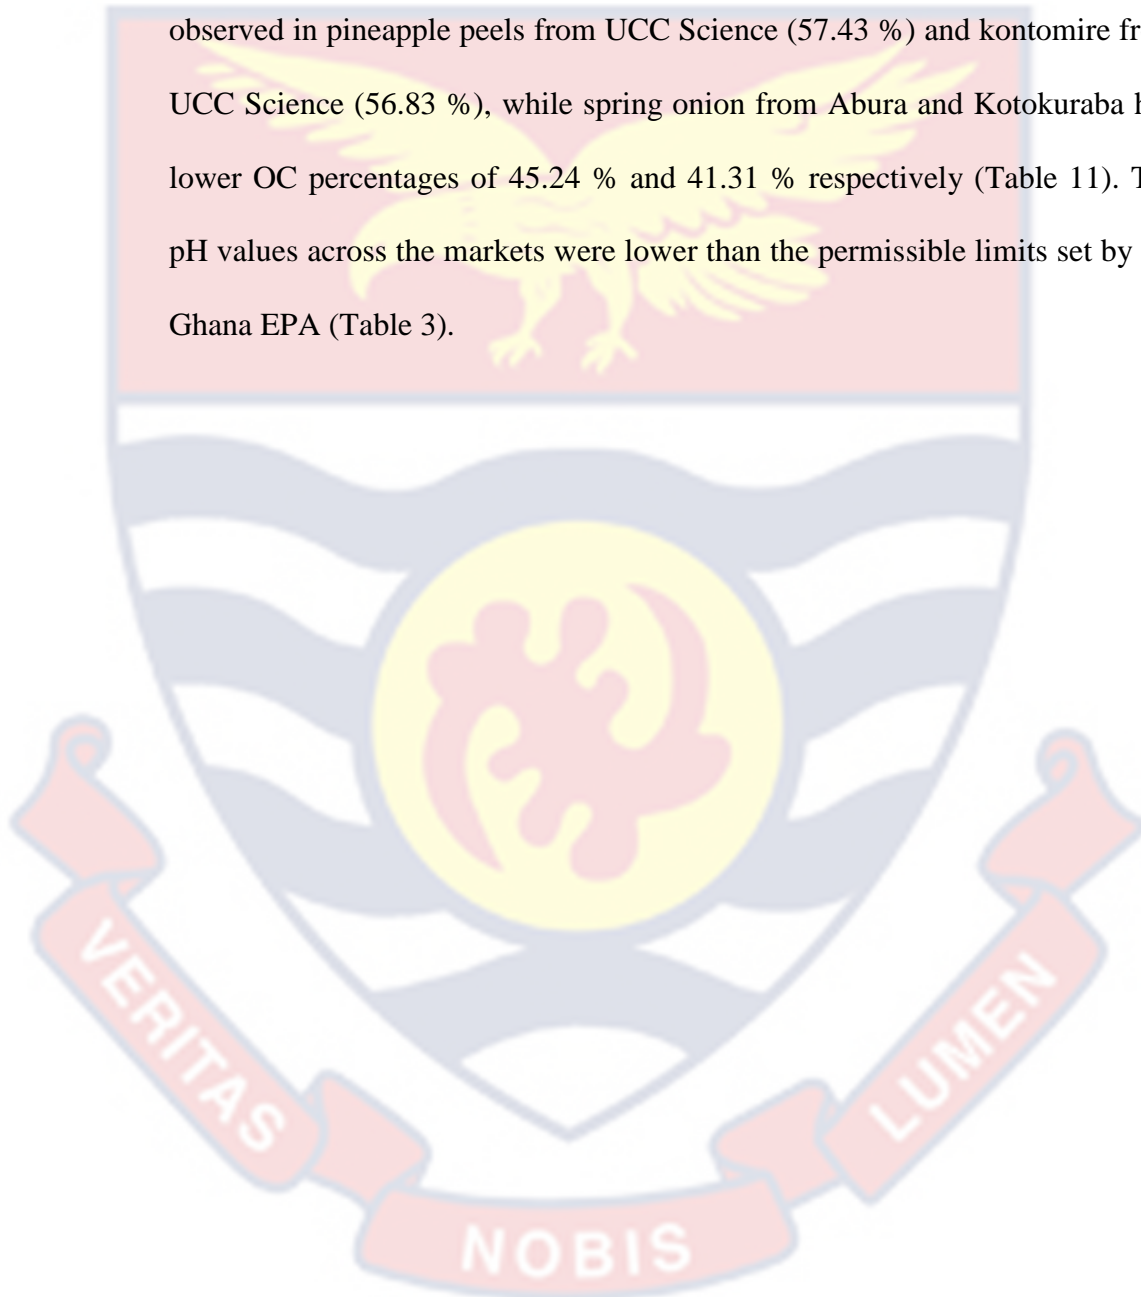 observed in pineapple peels from UCC Science (57.43 %) and kontomire fr
UCC Science (56.83 %), while spring onion from Abura and Kotokuraba h
lower OC percentages of 45.24 % and 41.31 % respectively (Table 11). T
pH values across the markets were lower than the permissible limits set by
Ghana EPA (Table 3).
VERITAS
NOBIS
LUMEN